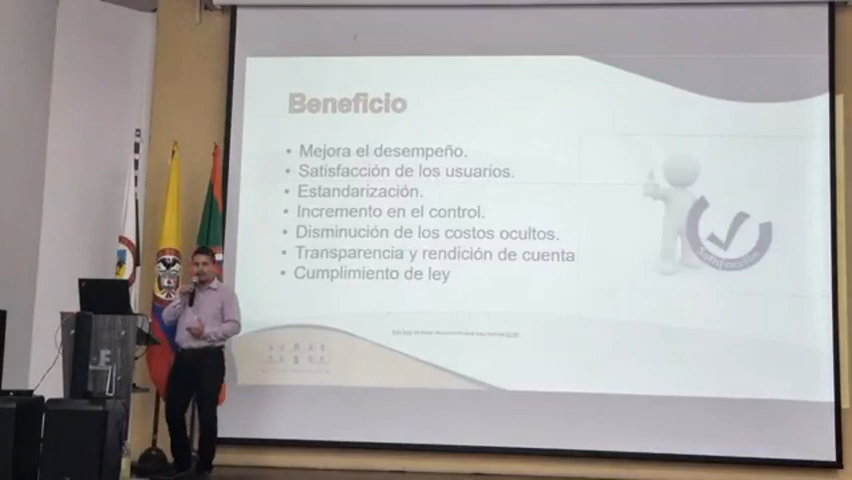 Beneficio
• Mejora el desempeño.
• Satisfacción de los usuarios.
• Estandarización.
• Incremento en el control.
• Disminución de los costos ocultos.
• Transparencia y rendición de cuenta
• Cumplimiento de ley